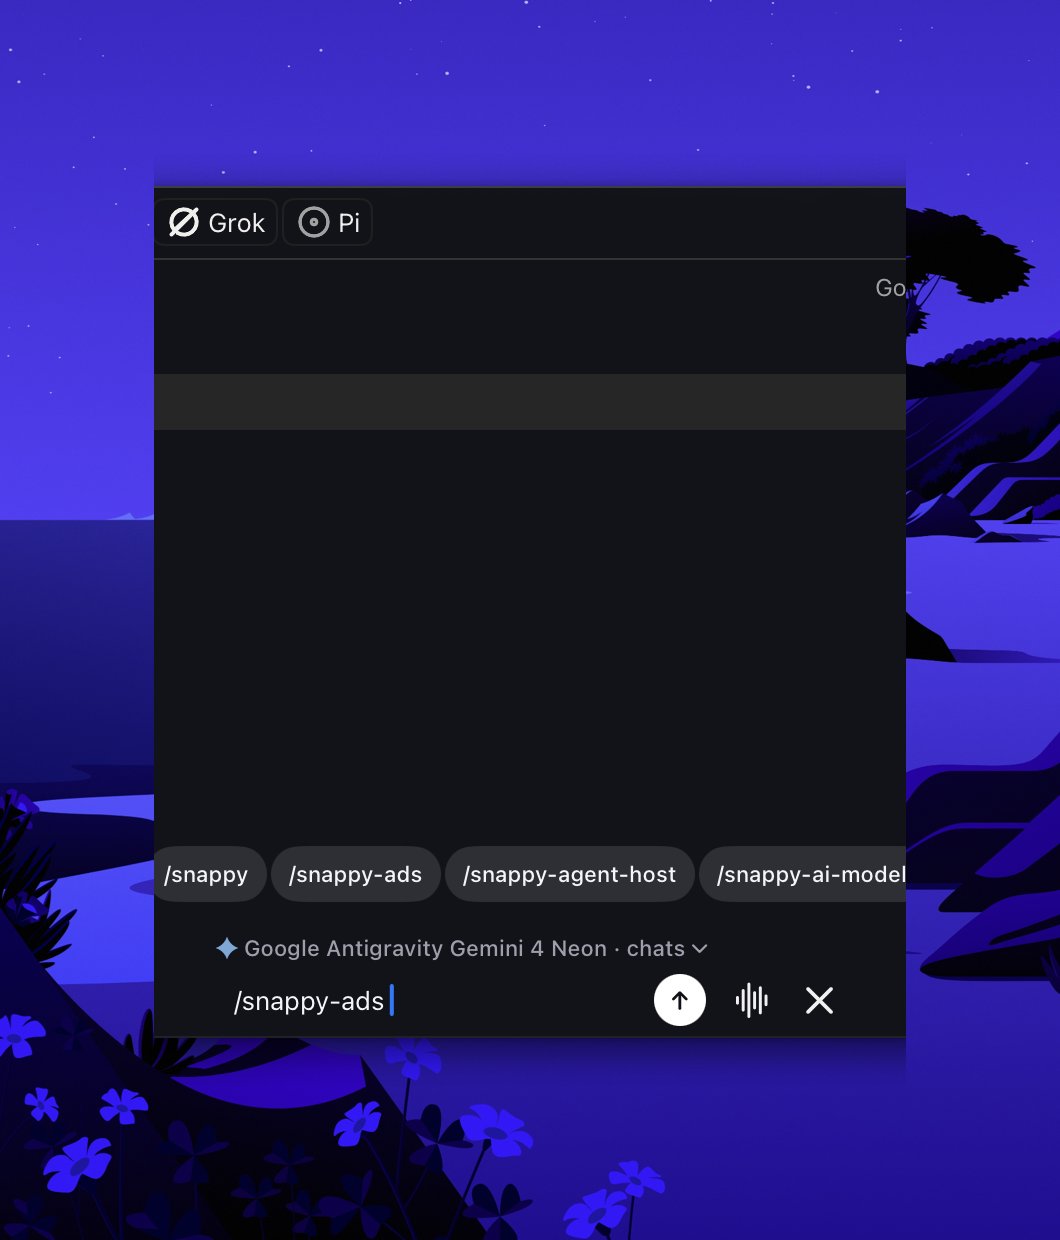 Grok Pi
Go
/snappy /snappy-ads /snappy-agent-host /snappy-ai-model
Google Antigravity Gemini 4 Neon · chats
/snappy-ads